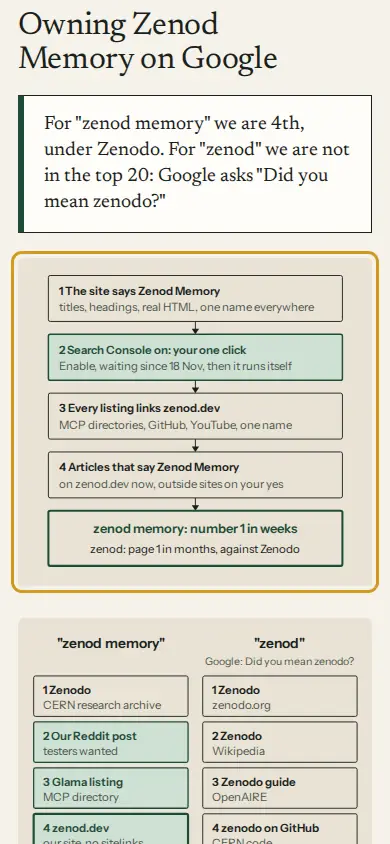 Owning Zenod
Memory on Google
For "zenod memory" we are 4th,
under Zenodo. For "zenod" we are not
in the top 20: Google asks "Did you
mean zenodo?"
1 The site says Zenod Memory
titles, headings, real HTML, one name everywhere
2 Search Console on: your one click
Enable, waiting since 18 Nov, then it runs itself
3 Every listing links zenod.dev
MCP directories, GitHub, YouTube, one name
4 Articles that say Zenod Memory
on zenod.dev now, outside sites on your yes
zenod memory: number 1 in weeks
zenod: page 1 in months, against Zenodo
"zenod memory"
1 Zenodo
CERN research archive
2 Our Reddit post
testers wanted
3 Glama listing
MCP directory
4 zenod.dev
our site, no sitelinks
"zenod"
Google: Did you mean zenodo?
1 Zenodo
zenodo.org
2 Zenodo
Wikipedia
3 Zenodo guide
OpenAIRE
4 zenodo on GitHub
CERN code